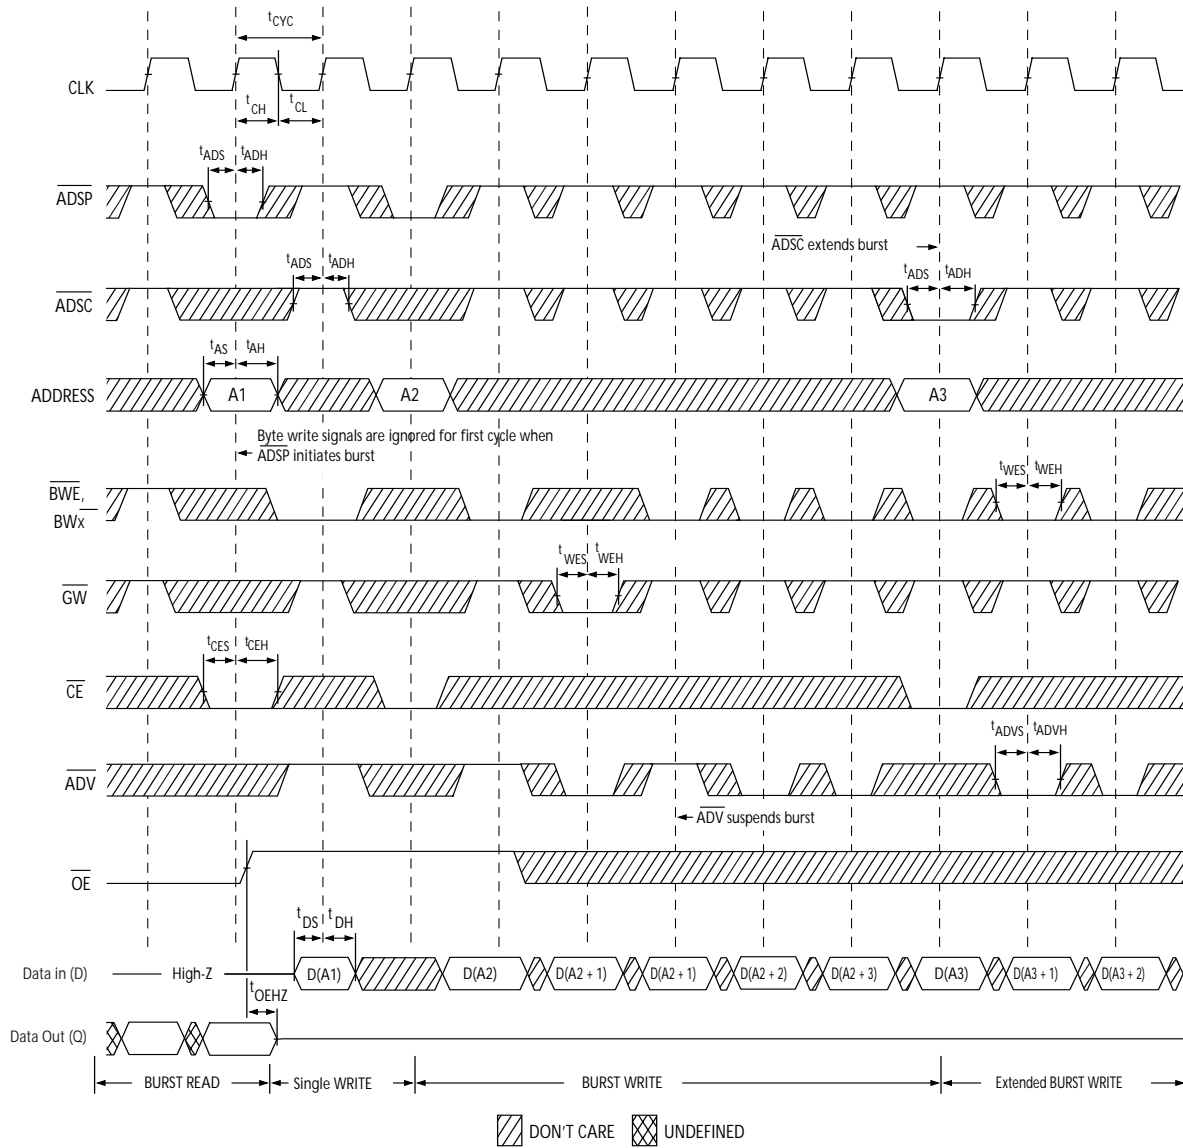 tCYC
CLK
tCH
tCL
tADS tADH
ADSP
ADSC extends burst
tADS tADH
tADS tADH
ADSC
tAS tAH
ADDRESS
A1
A2
A3
Byte write signals are ignored for first cycle when
ADSP initiates burst
tWES tWEH
BWE,
BWx
tWES tWEH
GW
tCES tCEH
CE
tADVS tADVH
ADV
ADV suspends burst
OE
tDS tDH
Data in (D)
High-Z
D(A1)
D(A2)
D(A2 + 1)
D(A2 + 1)
D(A2 + 2)
D(A2 + 3)
D(A3)
D(A3 + 1)
D(A3 + 2)
tOEHZ
Data Out (Q)
BURST READ
Single WRITE
BURST WRITE
Extended BURST WRITE
DON'T CARE
UNDEFINED